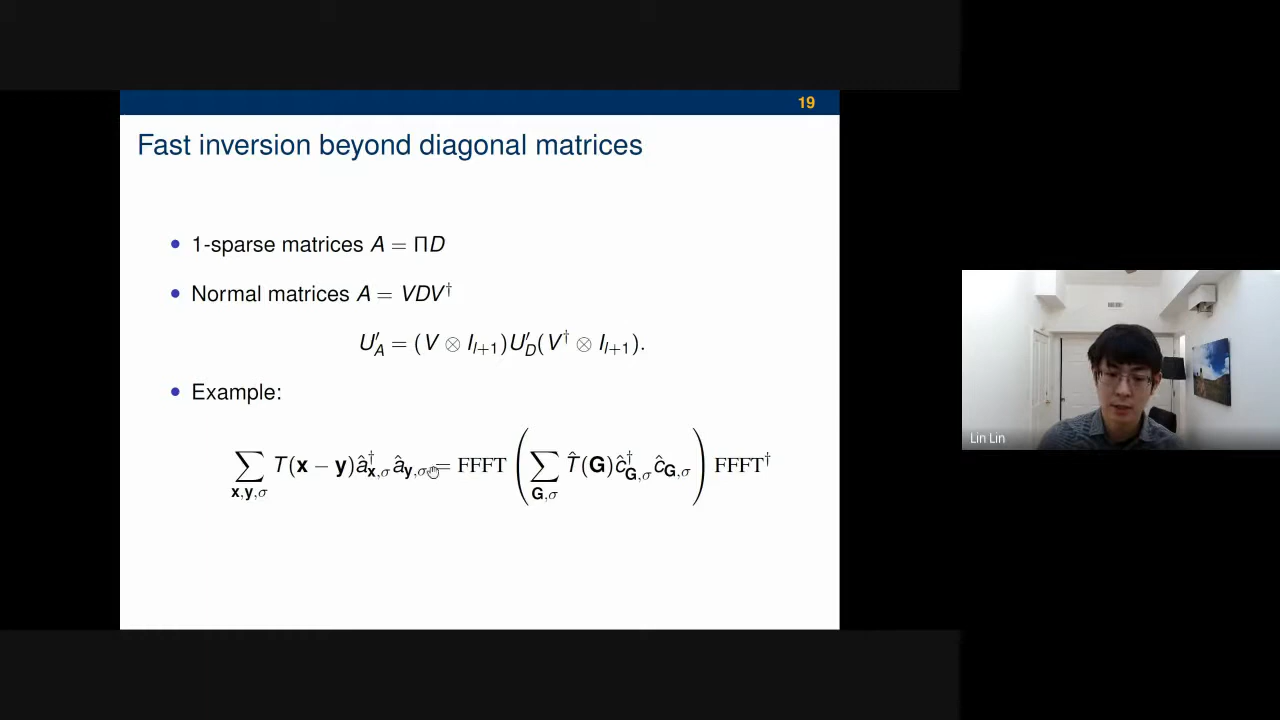 19
Fast inversion beyond diagonal matrices
• 1-sparse matrices A = ΠD
• Normal matrices A = VDV†
U′_A = (V ⊗ I_{l+1})U′_D(V† ⊗ I_{l+1}).
• Example:
∑_{x,y,σ} T(x − y)â†_{x,σ}â_{y,σ} = FFFT (∑_{G,σ} T̂(G)ĉ†_{G,σ}ĉ_{G,σ}) FFFT†
Lin Lin